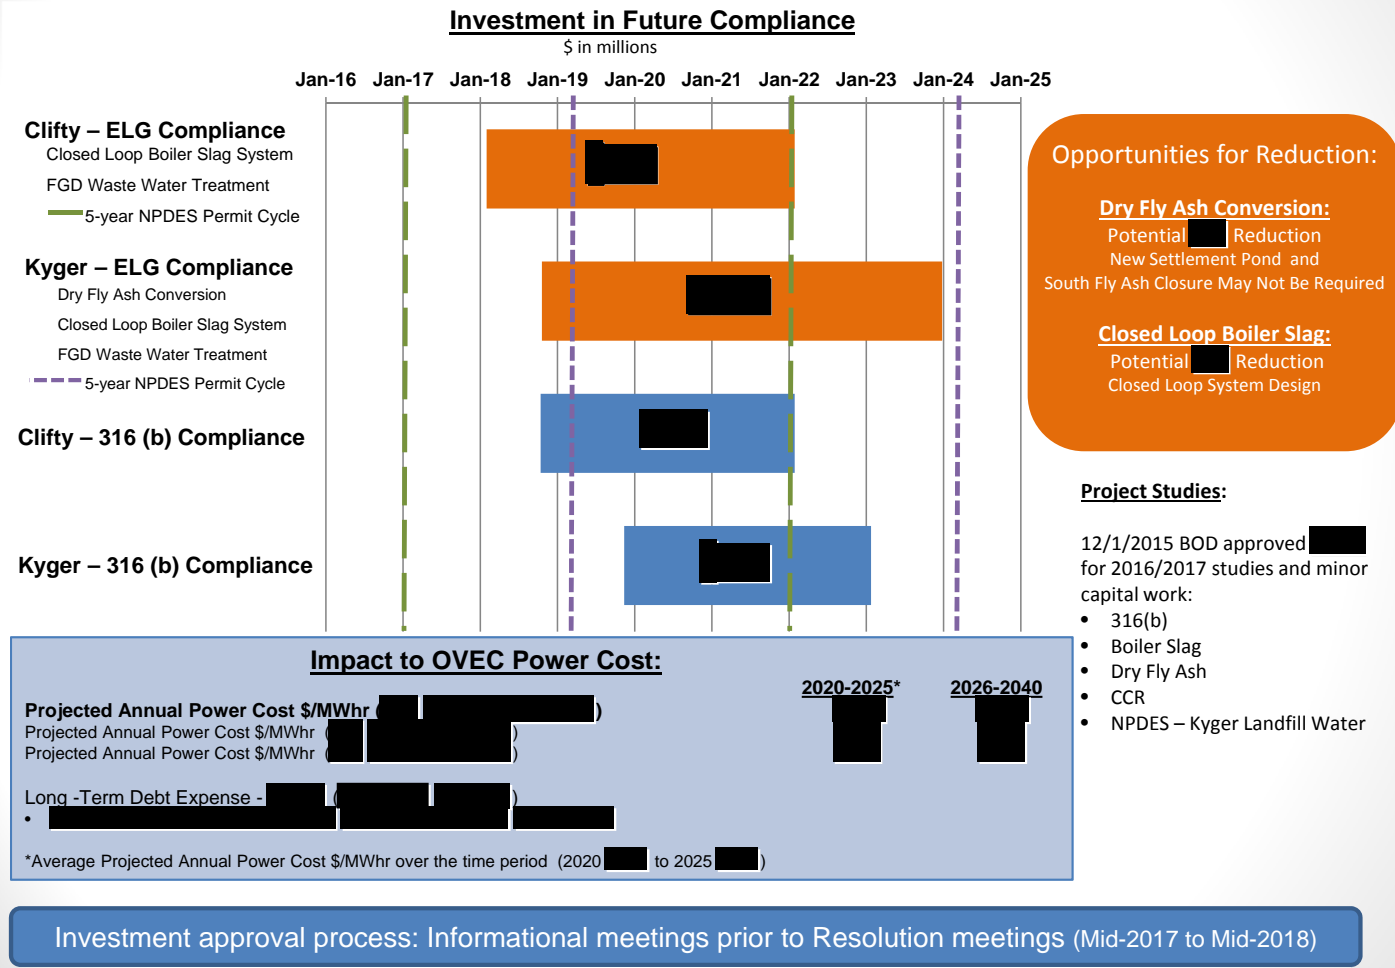 Investment in Future Compliance
$ in millions
Jan-16 Jan-17 Jan-18 Jan-19 Jan-20 Jan-21 Jan-22 Jan-23 Jan-24 Jan-25
Clifty – ELG Compliance
Closed Loop Boiler Slag System
FGD Waste Water Treatment
5-year NPDES Permit Cycle
Kyger – ELG Compliance
Dry Fly Ash Conversion
Closed Loop Boiler Slag System
FGD Waste Water Treatment
5-year NPDES Permit Cycle
Clifty – 316 (b) Compliance
Kyger – 316 (b) Compliance
Opportunities for Reduction:
Dry Fly Ash Conversion:
Potential Reduction
New Settlement Pond and
South Fly Ash Closure May Not Be Required
Closed Loop Boiler Slag:
Potential Reduction
Closed Loop System Design
Project Studies:
12/1/2015 BOD approved
for 2016/2017 studies and minor
capital work:
• 316(b)
• Boiler Slag
• Dry Fly Ash
• CCR
• NPDES – Kyger Landfill Water
Impact to OVEC Power Cost:
2020-2025* 2026-2040
Projected Annual Power Cost $/MWhr ( )
Projected Annual Power Cost $/MWhr ( )
Projected Annual Power Cost $/MWhr ( )
Long -Term Debt Expense - ( )
•
*Average Projected Annual Power Cost $/MWhr over the time period (2020 to 2025 )
Investment approval process: Informational meetings prior to Resolution meetings (Mid-2017 to Mid-2018)